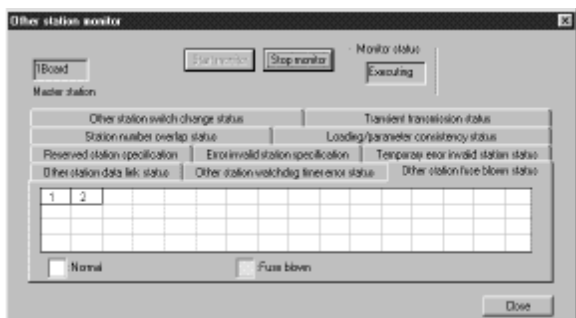 Other station monitor
1Board
Start monitor
Stop monitor
Monitor status
Executing
Master station
Other station switch change status
Transient transmission status
Station number overlap status
Loading/parameter consistency status
Reserved station specification
Error invalid station specification
Temporary error invalid station status
Other station data link status
Other station watchdog timer error status
Other station fuse blown status
1 2
:Normal
:Fuse blown
Close